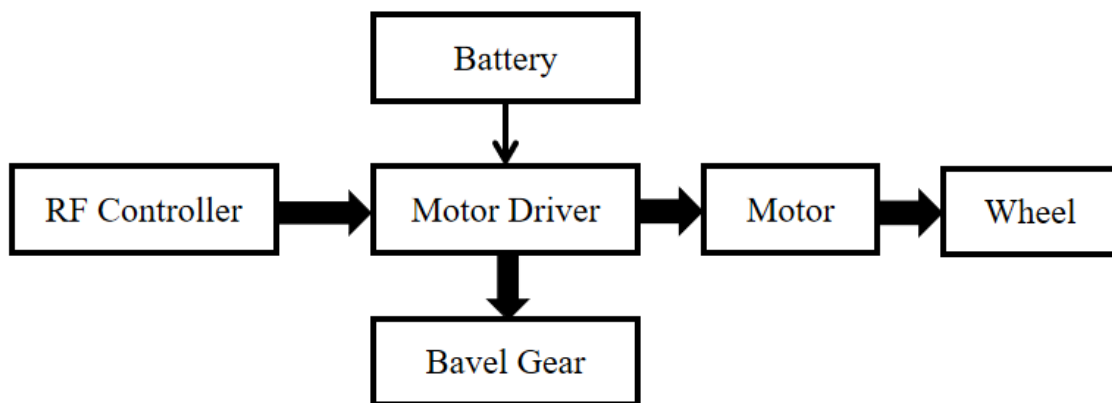 Battery
RF Controller
Motor Driver
Motor
Wheel
Bavel Gear